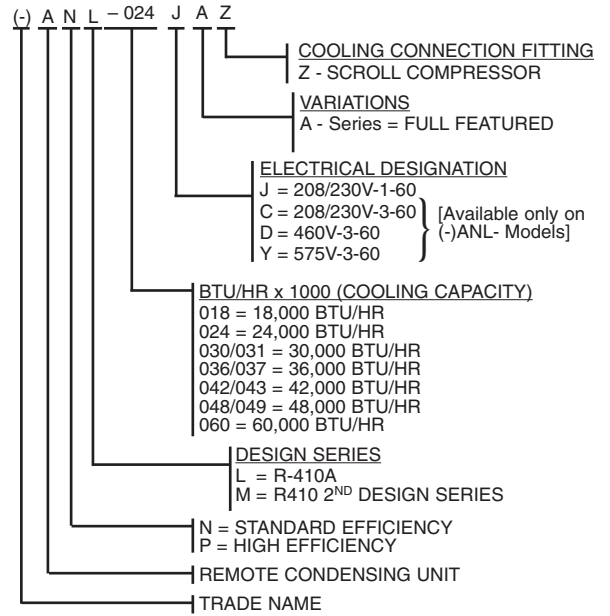 (-) A N L - 024 J A Z
COOLING CONNECTION FITTING
Z - SCROLL COMPRESSOR
VARIATIONS
A - Series = FULL FEATURED
ELECTRICAL DESIGNATION
J = 208/230V-1-60
C = 208/230V-3-60
D = 460V-3-60
Y = 575V-3-60
[Available only on
(-)ANL- Models]
BTU/HR x 1000 (COOLING CAPACITY)
018 = 18,000 BTU/HR
024 = 24,000 BTU/HR
030/031 = 30,000 BTU/HR
036/037 = 36,000 BTU/HR
042/043 = 42,000 BTU/HR
048/049 = 48,000 BTU/HR
060 = 60,000 BTU/HR
DESIGN SERIES
L = R-410A
M = R410 2ND DESIGN SERIES
N = STANDARD EFFICIENCY
P = HIGH EFFICIENCY
REMOTE CONDENSING UNIT
TRADE NAME